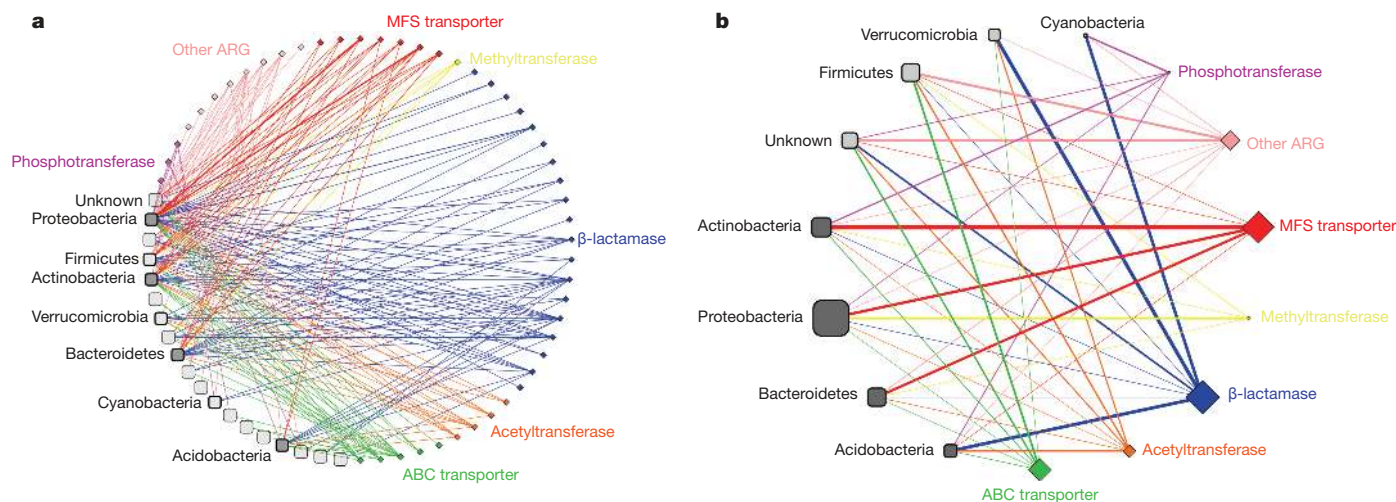 a
MFS transporter
Other ARG
Methyltransferase
Phosphotransferase
Unknown
Proteobacteria
Firmicutes
Actinobacteria
Verrucomicrobia
Bacteroidetes
Cyanobacteria
Acidobacteria
β-lactamase
Acetyltransferase
ABC transporter
b
Cyanobacteria
Verrucomicrobia
Firmicutes
Phosphotransferase
Unknown
Other ARG
Actinobacteria
MFS transporter
Proteobacteria
Methyltransferase
Bacteroidetes
β-lactamase
Acidobacteria
Acetyltransferase
ABC transporter